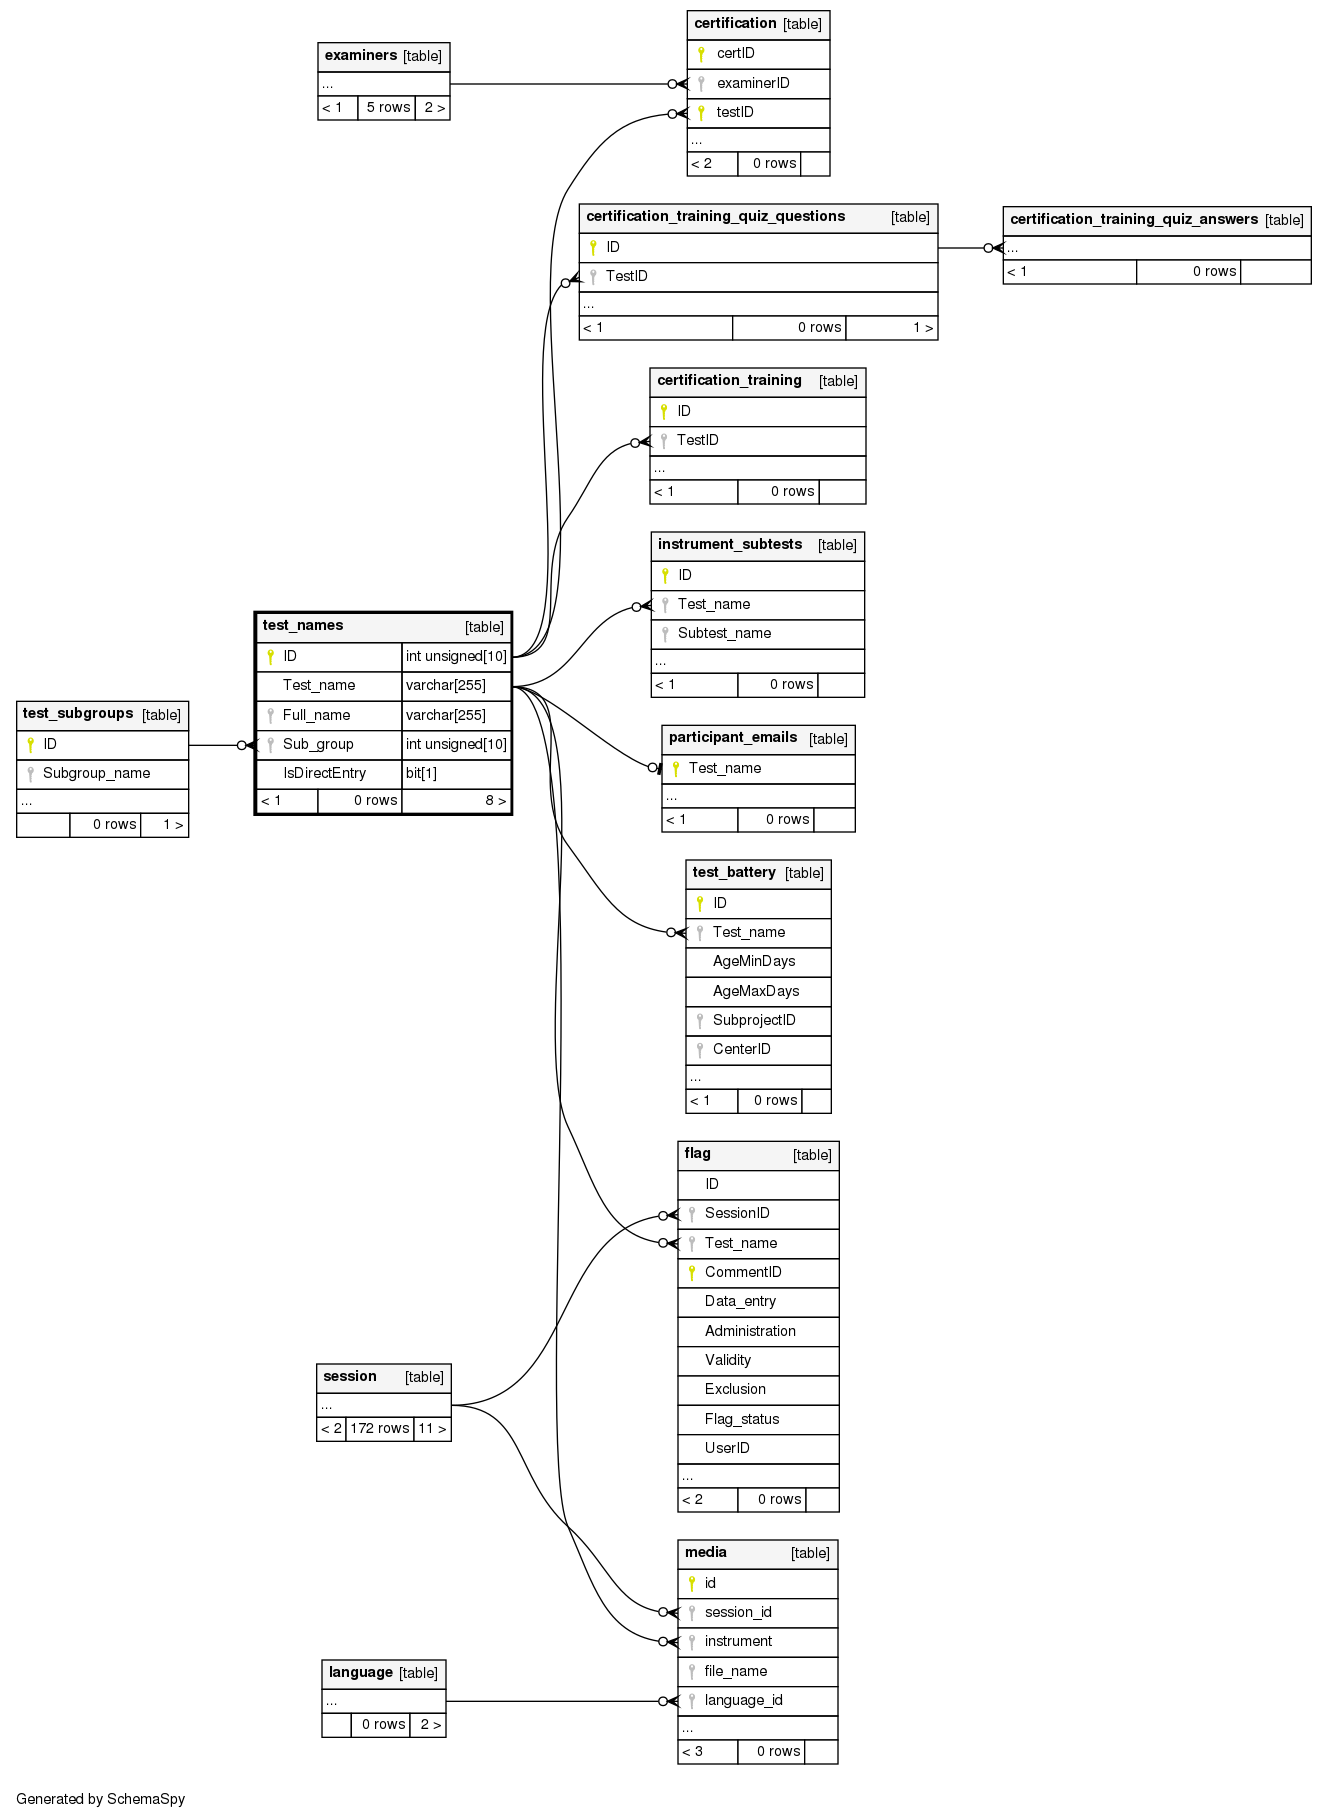 certification [table]
certID
examinerID
testID
...
< 2 0 rows
examiners [table]
...
< 1 5 rows 2 >
certification_training_quiz_questions [table]
ID
TestID
...
< 1 0 rows 1 >
certification_training_quiz_answers [table]
...
< 1 0 rows
certification_training [table]
ID
TestID
...
< 1 0 rows
instrument_subtests [table]
ID
Test_name
Subtest_name
...
< 1 0 rows
test_names [table]
ID int unsigned[10]
Test_name varchar[255]
Full_name varchar[255]
Sub_group int unsigned[10]
IsDirectEntry bit[1]
< 1 0 rows 8 >
test_subgroups [table]
ID
Subgroup_name
...
0 rows 1 >
participant_emails [table]
Test_name
...
< 1 0 rows
test_battery [table]
ID
Test_name
AgeMinDays
AgeMaxDays
SubprojectID
CenterID
...
< 1 0 rows
flag [table]
ID
SessionID
Test_name
CommentID
Data_entry
Administration
Validity
Exclusion
Flag_status
UserID
...
< 2 0 rows
session [table]
...
< 2 172 rows 11 >
media [table]
id
session_id
instrument
file_name
language_id
...
< 3 0 rows
language [table]
...
0 rows 2 >
Generated by SchemaSpy